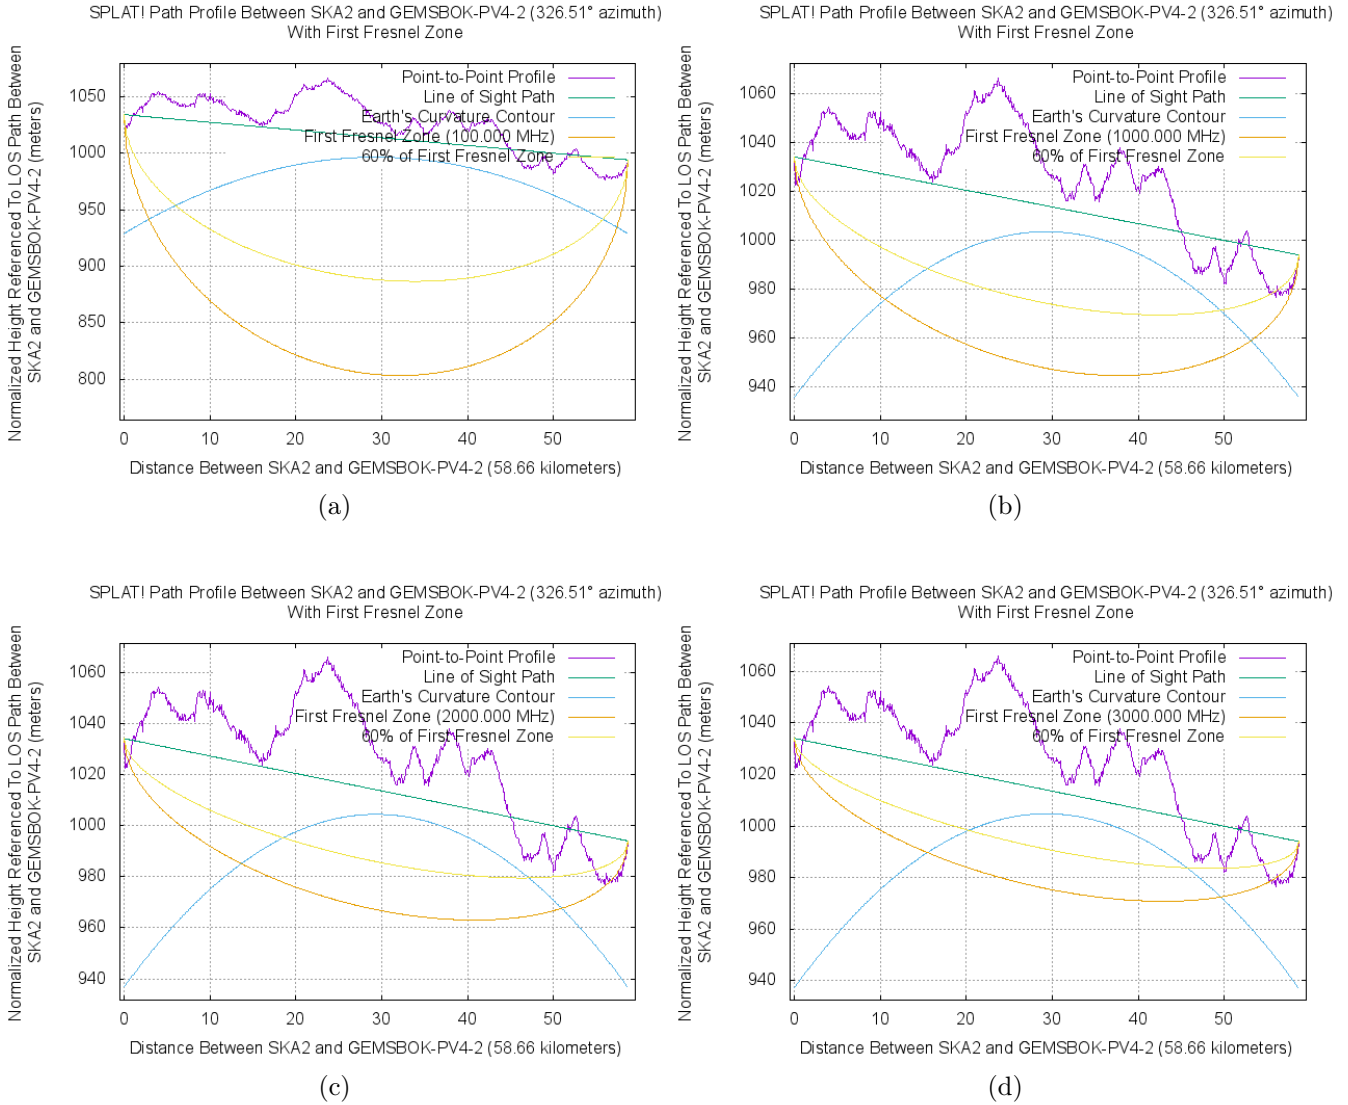 SPLAT! Path Profile Between SKA2 and GEMSBOK-PV4-2 (326.51° azimuth)
With First Fresnel Zone
Normalized Height Referenced To LOS Path Between
SKA2 and GEMSBOK-PV4-2 (meters)
Point-to-Point Profile
Line of Sight Path
Earth's Curvature Contour
First Fresnel Zone (100.000 MHz)
60% of First Fresnel Zone
1050
1000
950
900
850
800
0 10 20 30 40 50
Distance Between SKA2 and GEMSBOK-PV4-2 (58.66 kilometers)
(a)
SPLAT! Path Profile Between SKA2 and GEMSBOK-PV4-2 (326.51° azimuth)
With First Fresnel Zone
Normalized Height Referenced To LOS Path Between
SKA2 and GEMSBOK-PV4-2 (meters)
Point-to-Point Profile
Line of Sight Path
Earth's Curvature Contour
First Fresnel Zone (1000.000 MHz)
60% of First Fresnel Zone
1060
1040
1020
1000
980
960
940
0 10 20 30 40 50
Distance Between SKA2 and GEMSBOK-PV4-2 (58.66 kilometers)
(b)
SPLAT! Path Profile Between SKA2 and GEMSBOK-PV4-2 (326.51° azimuth)
With First Fresnel Zone
Normalized Height Referenced To LOS Path Between
SKA2 and GEMSBOK-PV4-2 (meters)
Point-to-Point Profile
Line of Sight Path
Earth's Curvature Contour
First Fresnel Zone (2000.000 MHz)
60% of First Fresnel Zone
1060
1040
1020
1000
980
960
940
0 10 20 30 40 50
Distance Between SKA2 and GEMSBOK-PV4-2 (58.66 kilometers)
(c)
SPLAT! Path Profile Between SKA2 and GEMSBOK-PV4-2 (326.51° azimuth)
With First Fresnel Zone
Normalized Height Referenced To LOS Path Between
SKA2 and GEMSBOK-PV4-2 (meters)
Point-to-Point Profile
Line of Sight Path
Earth's Curvature Contour
First Fresnel Zone (3000.000 MHz)
60% of First Fresnel Zone
1060
1040
1020
1000
980
960
940
0 10 20 30 40 50
Distance Between SKA2 and GEMSBOK-PV4-2 (58.66 kilometers)
(d)